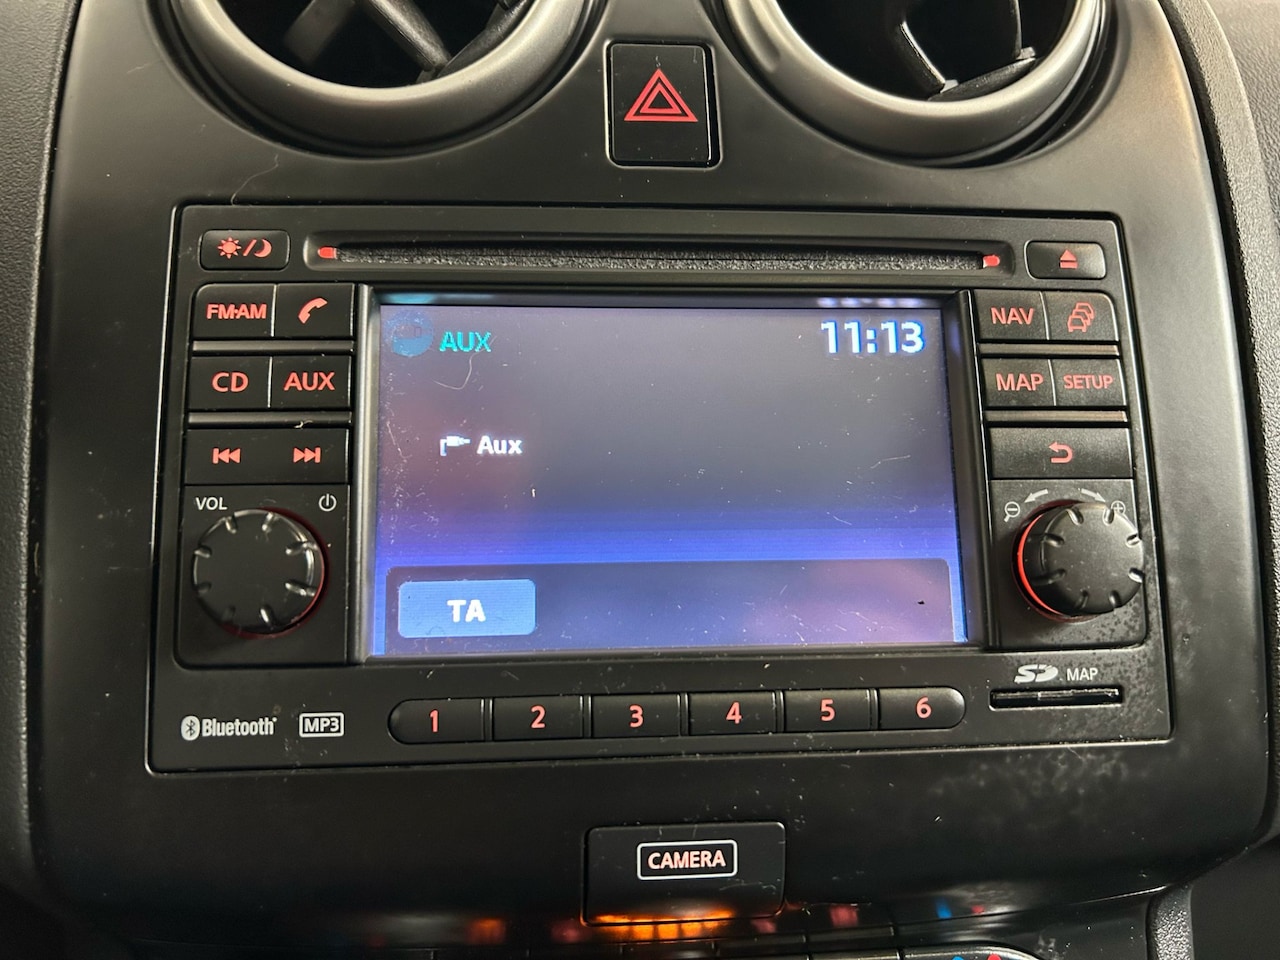 FM·AM
CD
AUX
VOL
AUX
11:13
Aux
TA
NAV
MAP
SETUP
Bluetooth
MP3
1
2
3
4
5
6
SD
MAP
CAMERA